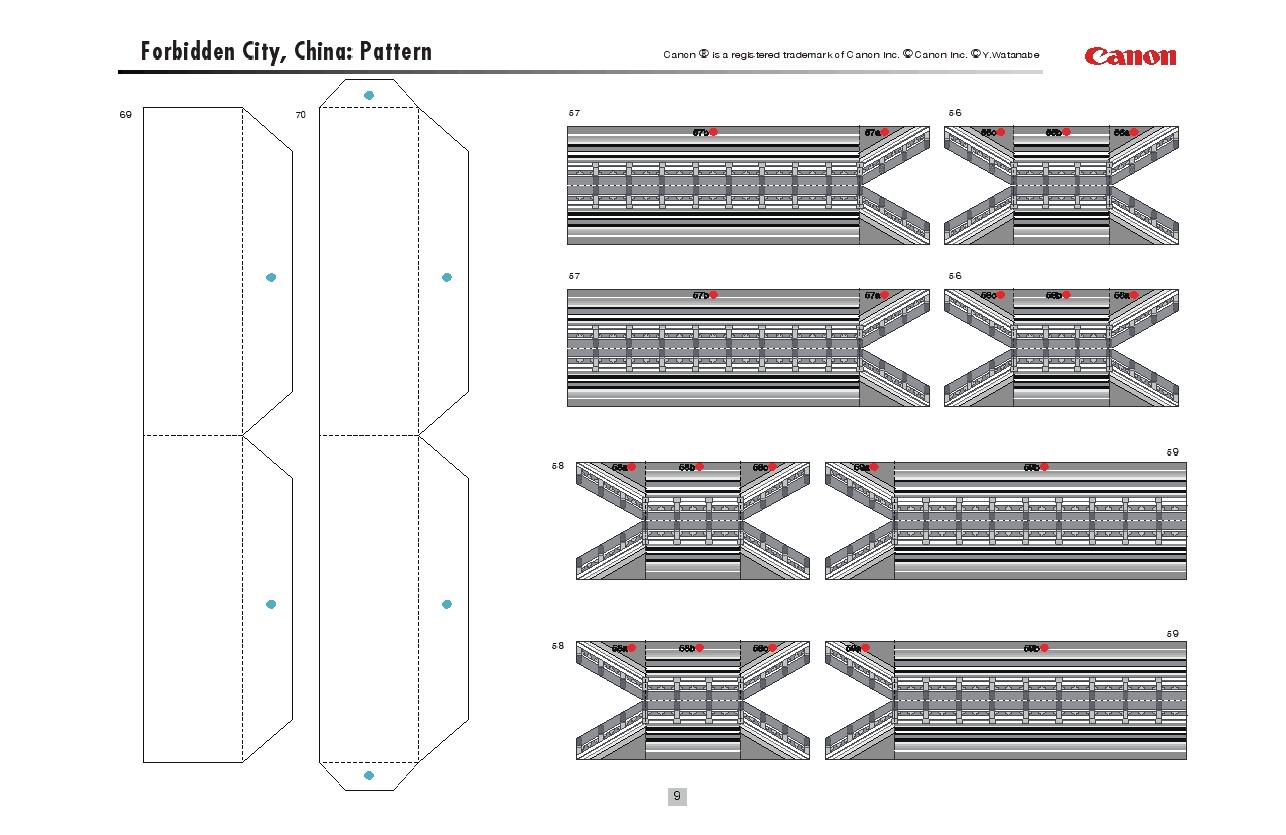 Forbidden City, China: Pattern
Canon ® is a registered trademark of Canon Inc. © Canon Inc. © Y.Watanabe
Canon
69
70
57
56
57b
57a
56c
56b
56a
57
56
57b
57a
56c
56b
56a
58
59
58a
58b
58c
59a
59b
58
59
58a
58b
58c
59a
59b
9